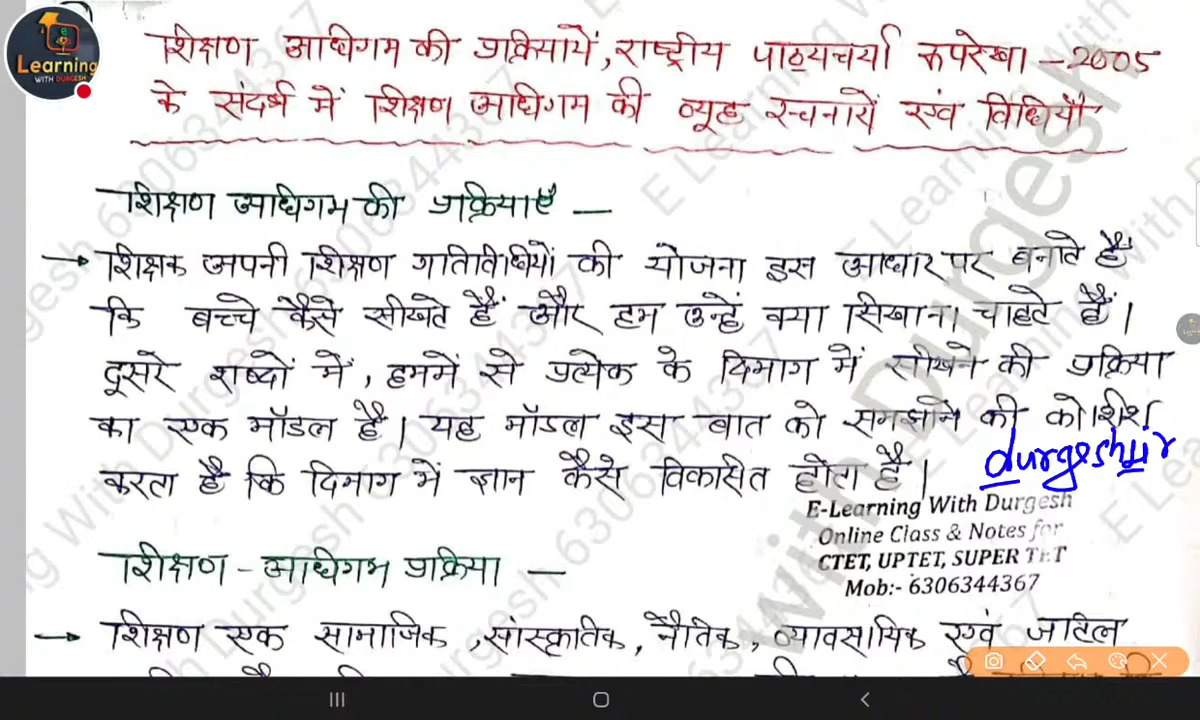 Learning
WITH DURGESH
शिक्षण अधिगम की प्रक्रियायें, राष्ट्रीय पाठ्यचर्या रूपरेखा - 2005
के संदर्भ में शिक्षण अधिगम की व्यूह रचनायें एवं विधियाँ
शिक्षण अधिगम की प्रक्रियाएँ —
→ शिक्षक अपनी शिक्षण गतिविधियों की योजना इस आधार पर बनाते हैं
कि बच्चे कैसे सीखते हैं और हम उन्हें क्या सिखाना चाहते हैं।
दूसरे शब्दों में, हममें से प्रत्येक के दिमाग में सीखने की प्रक्रिया
का एक मॉडल है। यह मॉडल इस बात को समझाने की कोशिश
करता है कि दिमाग में ज्ञान कैसे विकसित होता है।
durgesh
E-Learning With Durgesh
Online Class & Notes for
CTET, UPTET, SUPER TET
Mob:- 6306344367
शिक्षण - अधिगम प्रक्रिया —
→ शिक्षण एक सामाजिक, सांस्कृतिक, नैतिक, व्यावसायिक एवं जटिल